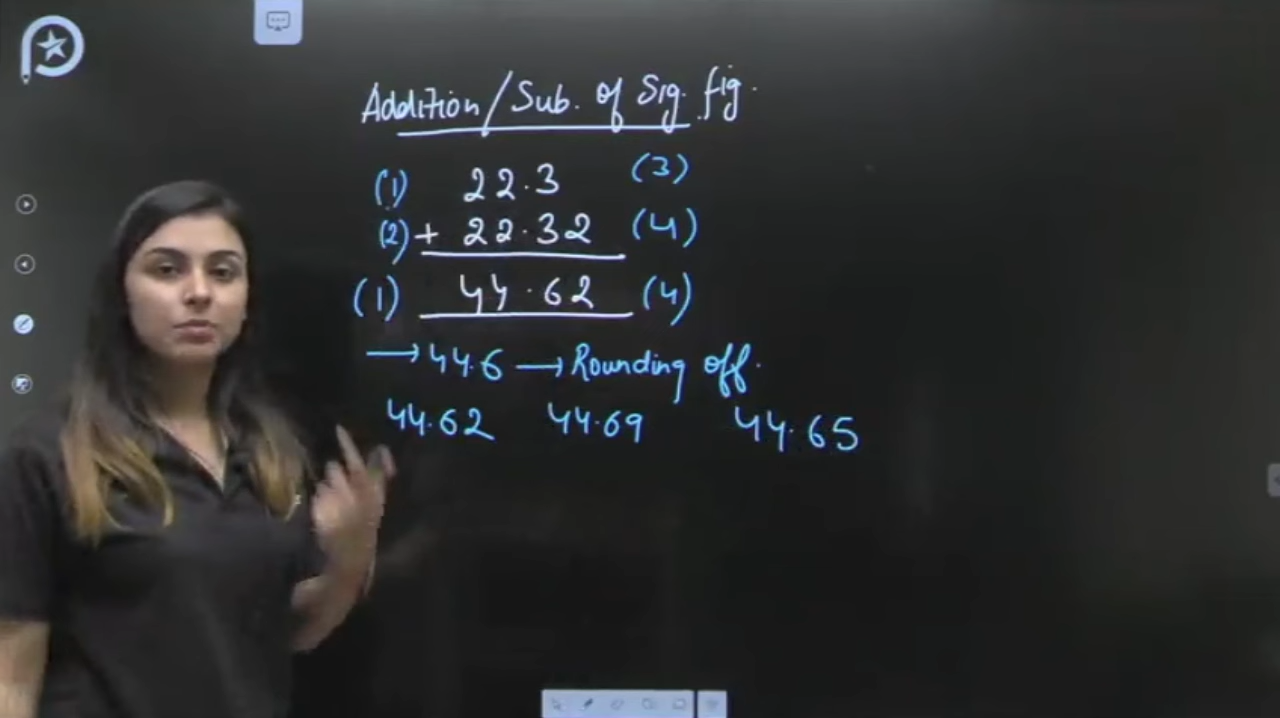 Addition/Sub. of Sig. fig.
(1) 22.3 (3)
(2) + 22.32 (4)
(1) 44.62 (4)
→ 44.6 → Rounding off.
44.62 44.69 44.65